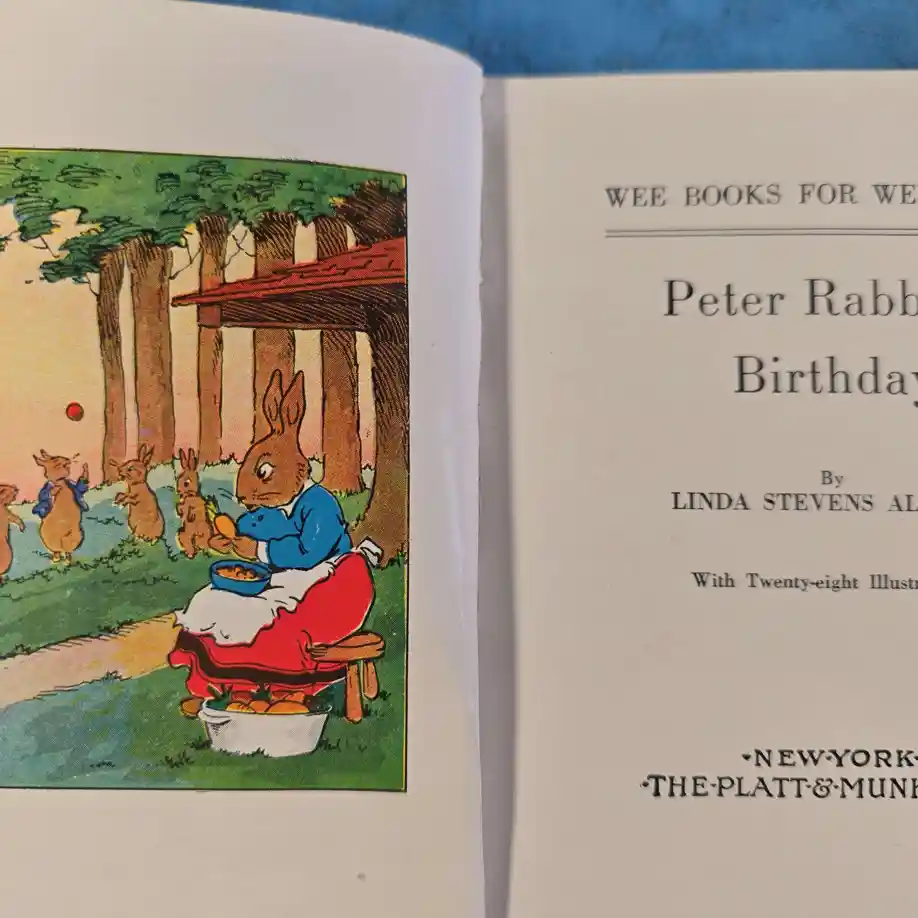 WEE BOOKS FOR WE
Peter Rabb
Birthday
By
LINDA STEVENS AL
With Twenty-eight Illustr
·NEW·YORK·
·THE·PLATT·&·MUN